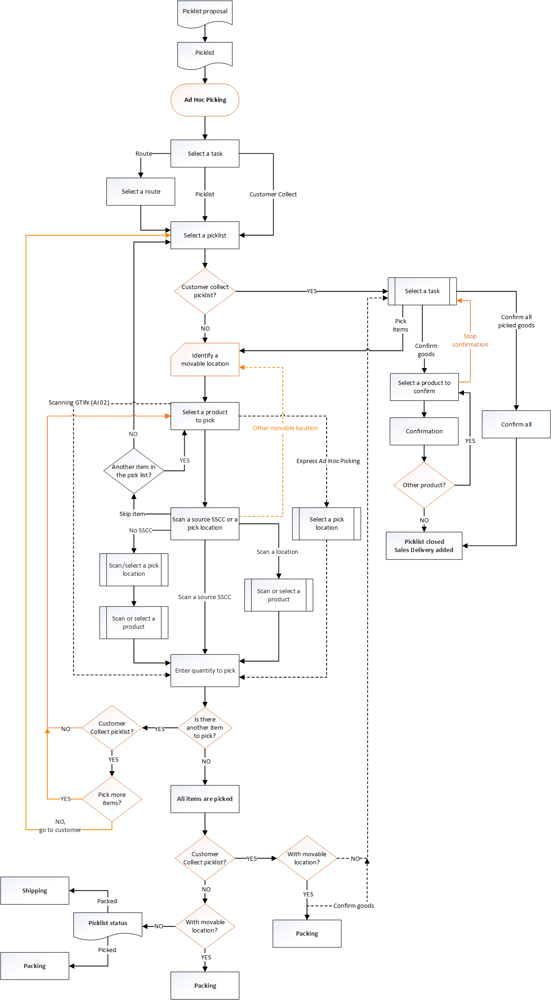 Picklist proposal
Picklist
Ad Hoc Picking
Select a task
Route
Select a route
Picklist
Customer Collect
Select a picklist
Customer collect
picklist?
YES
Select a task
NO
Pick
items
Confirm
goods
Stop
confirmation
Confirm all
picked goods
Identify a
movable location
Select a product to
confirm
Scanning GTIN (AI 02)
Select a product
to pick
Other movable location
Confirmation
Confirm all
NO
YES
YES
Another item in
the pick list?
Express Ad Hoc Picking
Other product?
Skip item
Scan a source SSCC or a
pick location
Select a pick
location
NO
No SSCC
Picklist closed
Sales Delivery added
Scan a location
Scan/select a pick
location
Scan or select a
product
Scan a source SSCC
Scan or select a
product
Enter quantity to pick
Is there
another item
to pick?
YES
Customer
Collect picklist?
NO
YES
NO
Pick more
items?
YES
All items are picked
NO,
go to customer
Customer
Collect picklist?
YES
With movable
location?
NO
NO
YES
Shipping
Packed
Confirm goods
Picklist status
NO
With movable
location?
Packing
Picked
YES
Packing
Packing